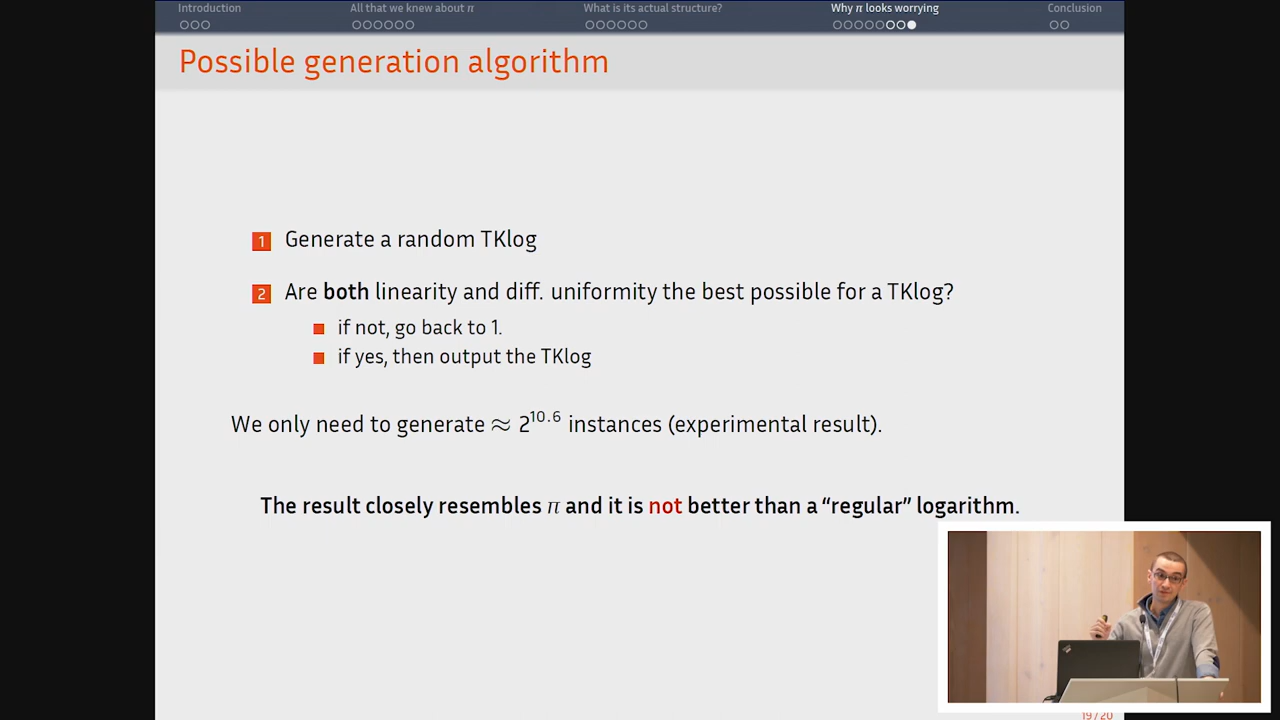 Introduction
All that we knew about π
What is its actual structure?
Why π looks worrying
Conclusion
Possible generation algorithm
1 Generate a random TKlog
2 Are both linearity and diff. uniformity the best possible for a TKlog?
if not, go back to 1.
if yes, then output the TKlog
We only need to generate ≈ 2^10.6 instances (experimental result).
The result closely resembles π and it is not better than a “regular” logarithm.
19/20